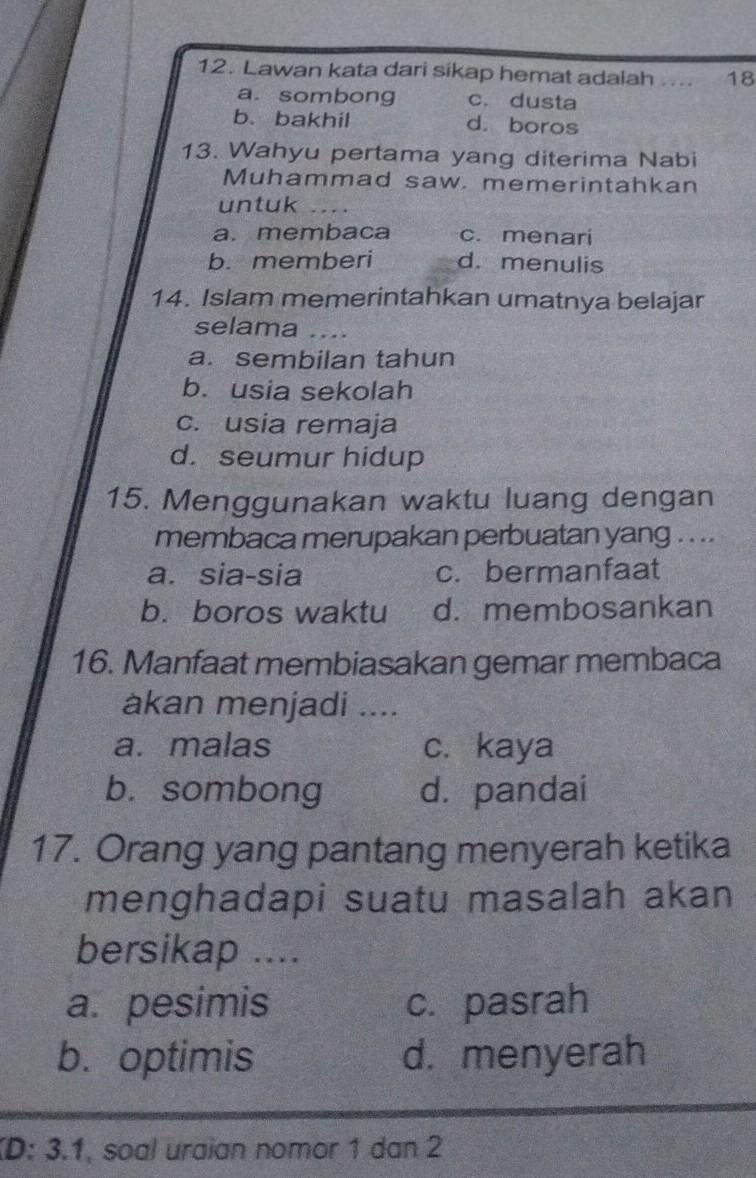 12. Lawan kata dari sikap hemat adalah .... 18
a. sombong c. dusta
b. bakhil d. boros
13. Wahyu pertama yang diterima Nabi
Muhammad saw. memerintahkan
untuk ....
a. membaca c. menari
b. memberi d. menulis
14. Islam memerintahkan umatnya belajar
selama ....
a. sembilan tahun
b. usia sekolah
c. usia remaja
d. seumur hidup
15. Menggunakan waktu luang dengan
membaca merupakan perbuatan yang ....
a. sia-sia c. bermanfaat
b. boros waktu d. membosankan
16. Manfaat membiasakan gemar membaca
akan menjadi ....
a. malas c. kaya
b. sombong d. pandai
17. Orang yang pantang menyerah ketika
menghadapi suatu masalah akan
bersikap ....
a. pesimis c. pasrah
b. optimis d. menyerah
KD: 3.1, soal uraian nomor 1 dan 2